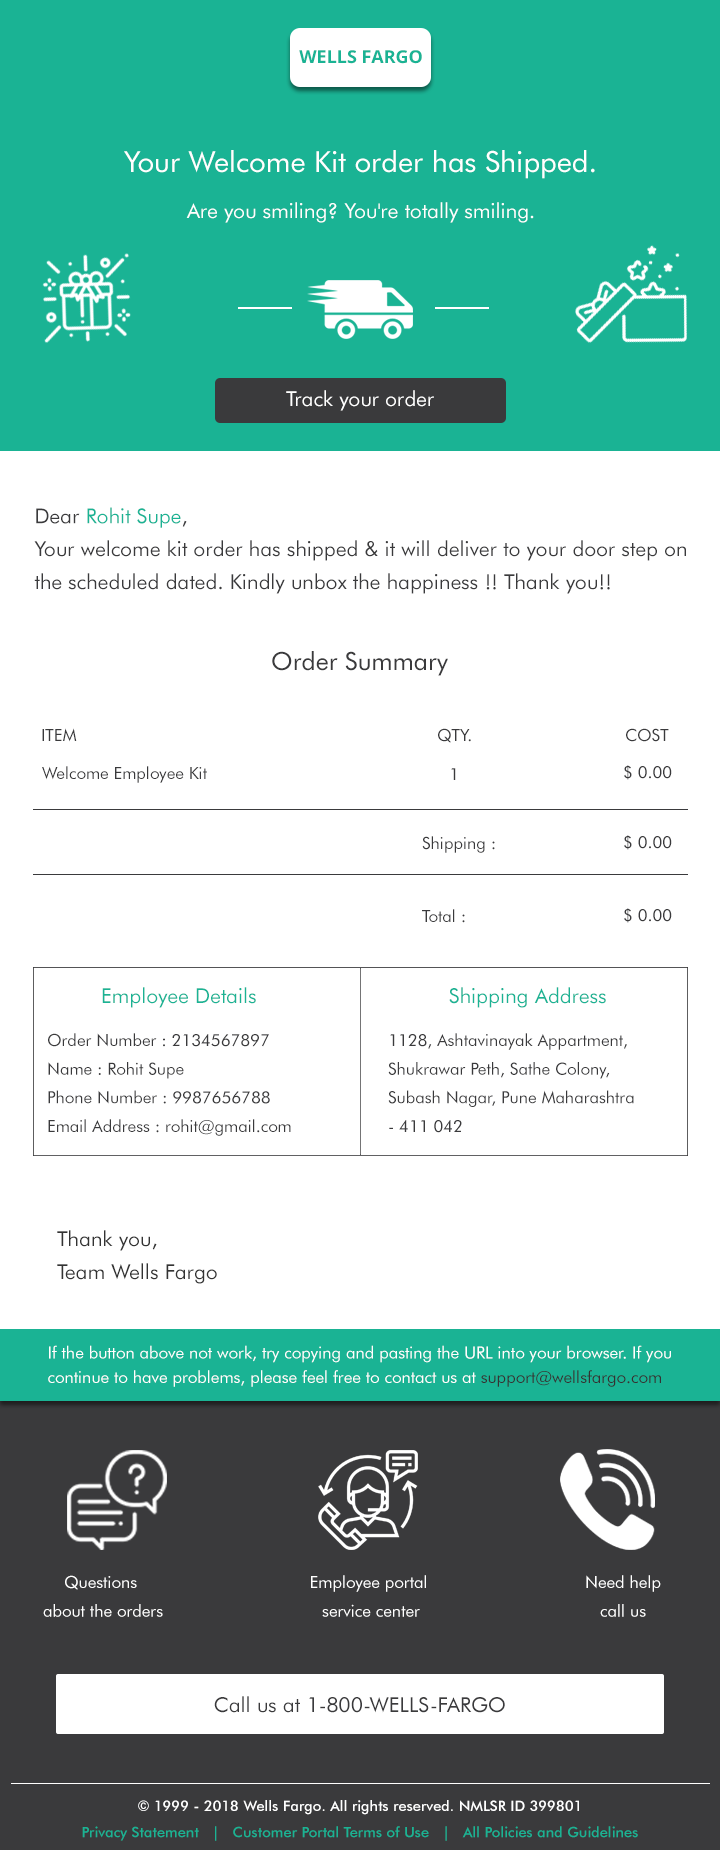 WELLS FARGO
Your Welcome Kit order has Shipped.
Are you smiling? You're totally smiling.
Track your order
Dear Rohit Supe,
Your welcome kit order has shipped & it will deliver to your door step on
the scheduled dated. Kindly unbox the happiness !! Thank you!!
Order Summary
ITEM QTY. COST
Welcome Employee Kit 1 $ 0.00
Shipping : $ 0.00
Total : $ 0.00
Employee Details
Order Number : 2134567897
Name : Rohit Supe
Phone Number : 9987656788
Email Address : rohit@gmail.com
Shipping Address
1128, Ashtavinayak Appartment,
Shukrawar Peth, Sathe Colony,
Subash Nagar, Pune Maharashtra
- 411 042
Thank you,
Team Wells Fargo
If the button above not work, try copying and pasting the URL into your browser. If you
continue to have problems, please feel free to contact us at support@wellsfargo.com
Questions
about the orders
Employee portal
service center
Need help
call us
Call us at 1-800-WELLS-FARGO
© 1999 - 2018 Wells Fargo. All rights reserved. NMLSR ID 399801
Privacy Statement | Customer Portal Terms of Use | All Policies and Guidelines